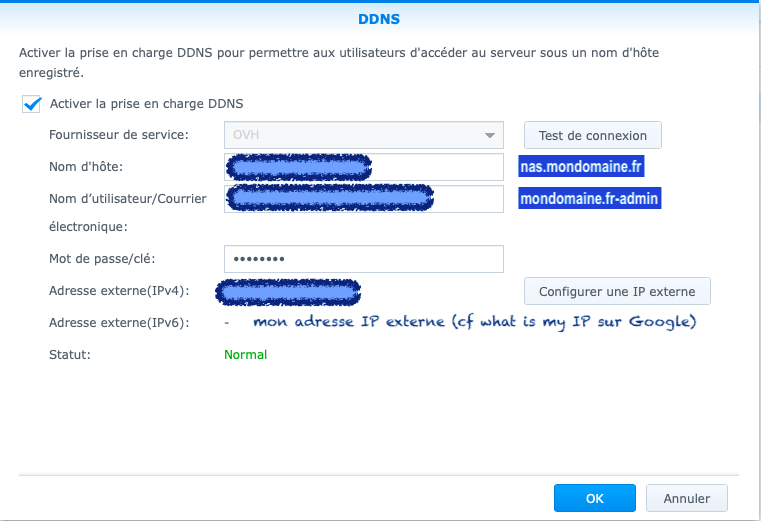 DDNS
Activer la prise en charge DDNS pour permettre aux utilisateurs d'accéder au serveur sous un nom d'hôte
enregistré.
Activer la prise en charge DDNS
Fournisseur de service: OVH Test de connexion
Nom d'hôte: nas.mondomaine.fr
Nom d'utilisateur/Courrier mondomaine.fr-admin
électronique:
Mot de passe/clé: ••••••••
Adresse externe(IPv4): Configurer une IP externe
Adresse externe(IPv6): - mon adresse IP externe (cf what is my IP sur Google)
Statut: Normal
OK Annuler